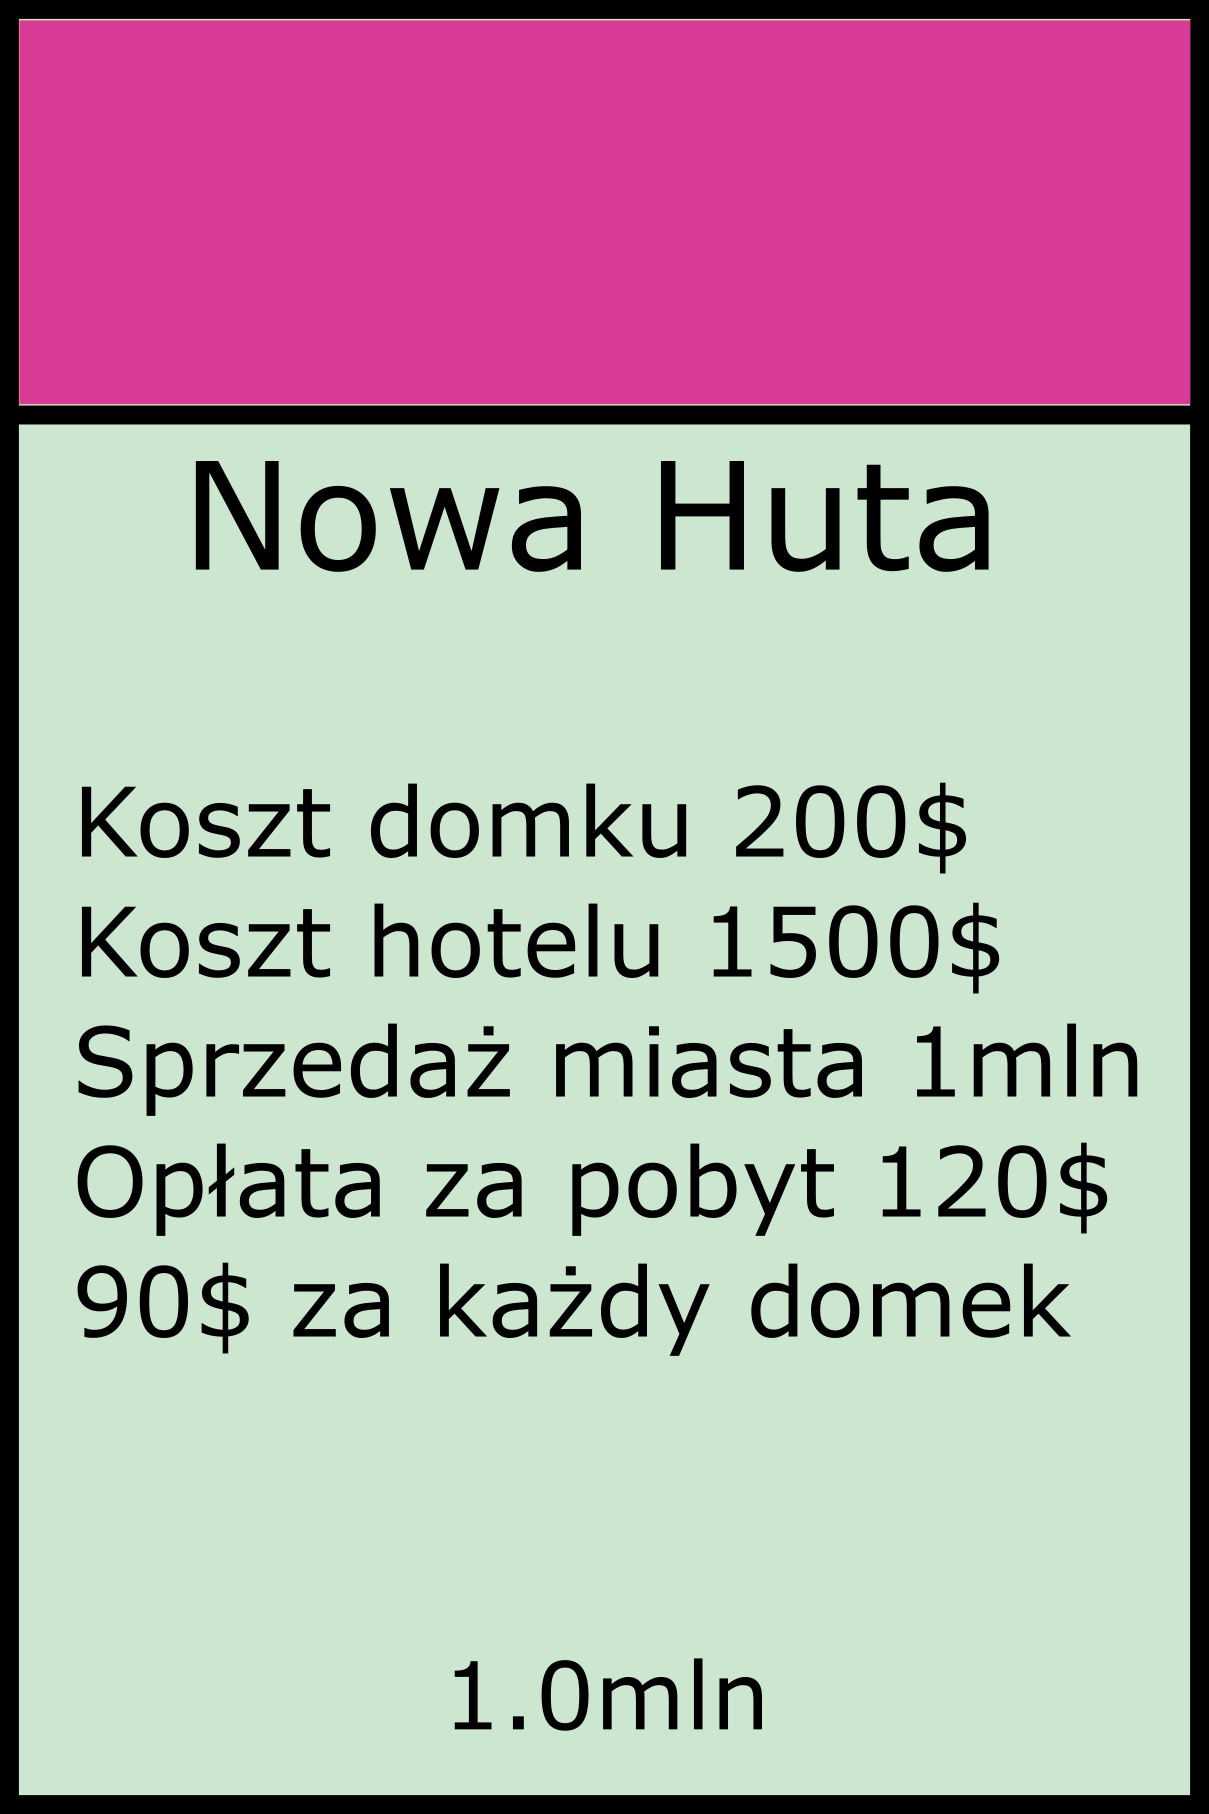 Nowa Huta
Koszt domku 200$
Koszt hotelu 1500$
Sprzedaż miasta 1mln
Opłata za pobyt 120$
90$ za każdy domek
1.0mln